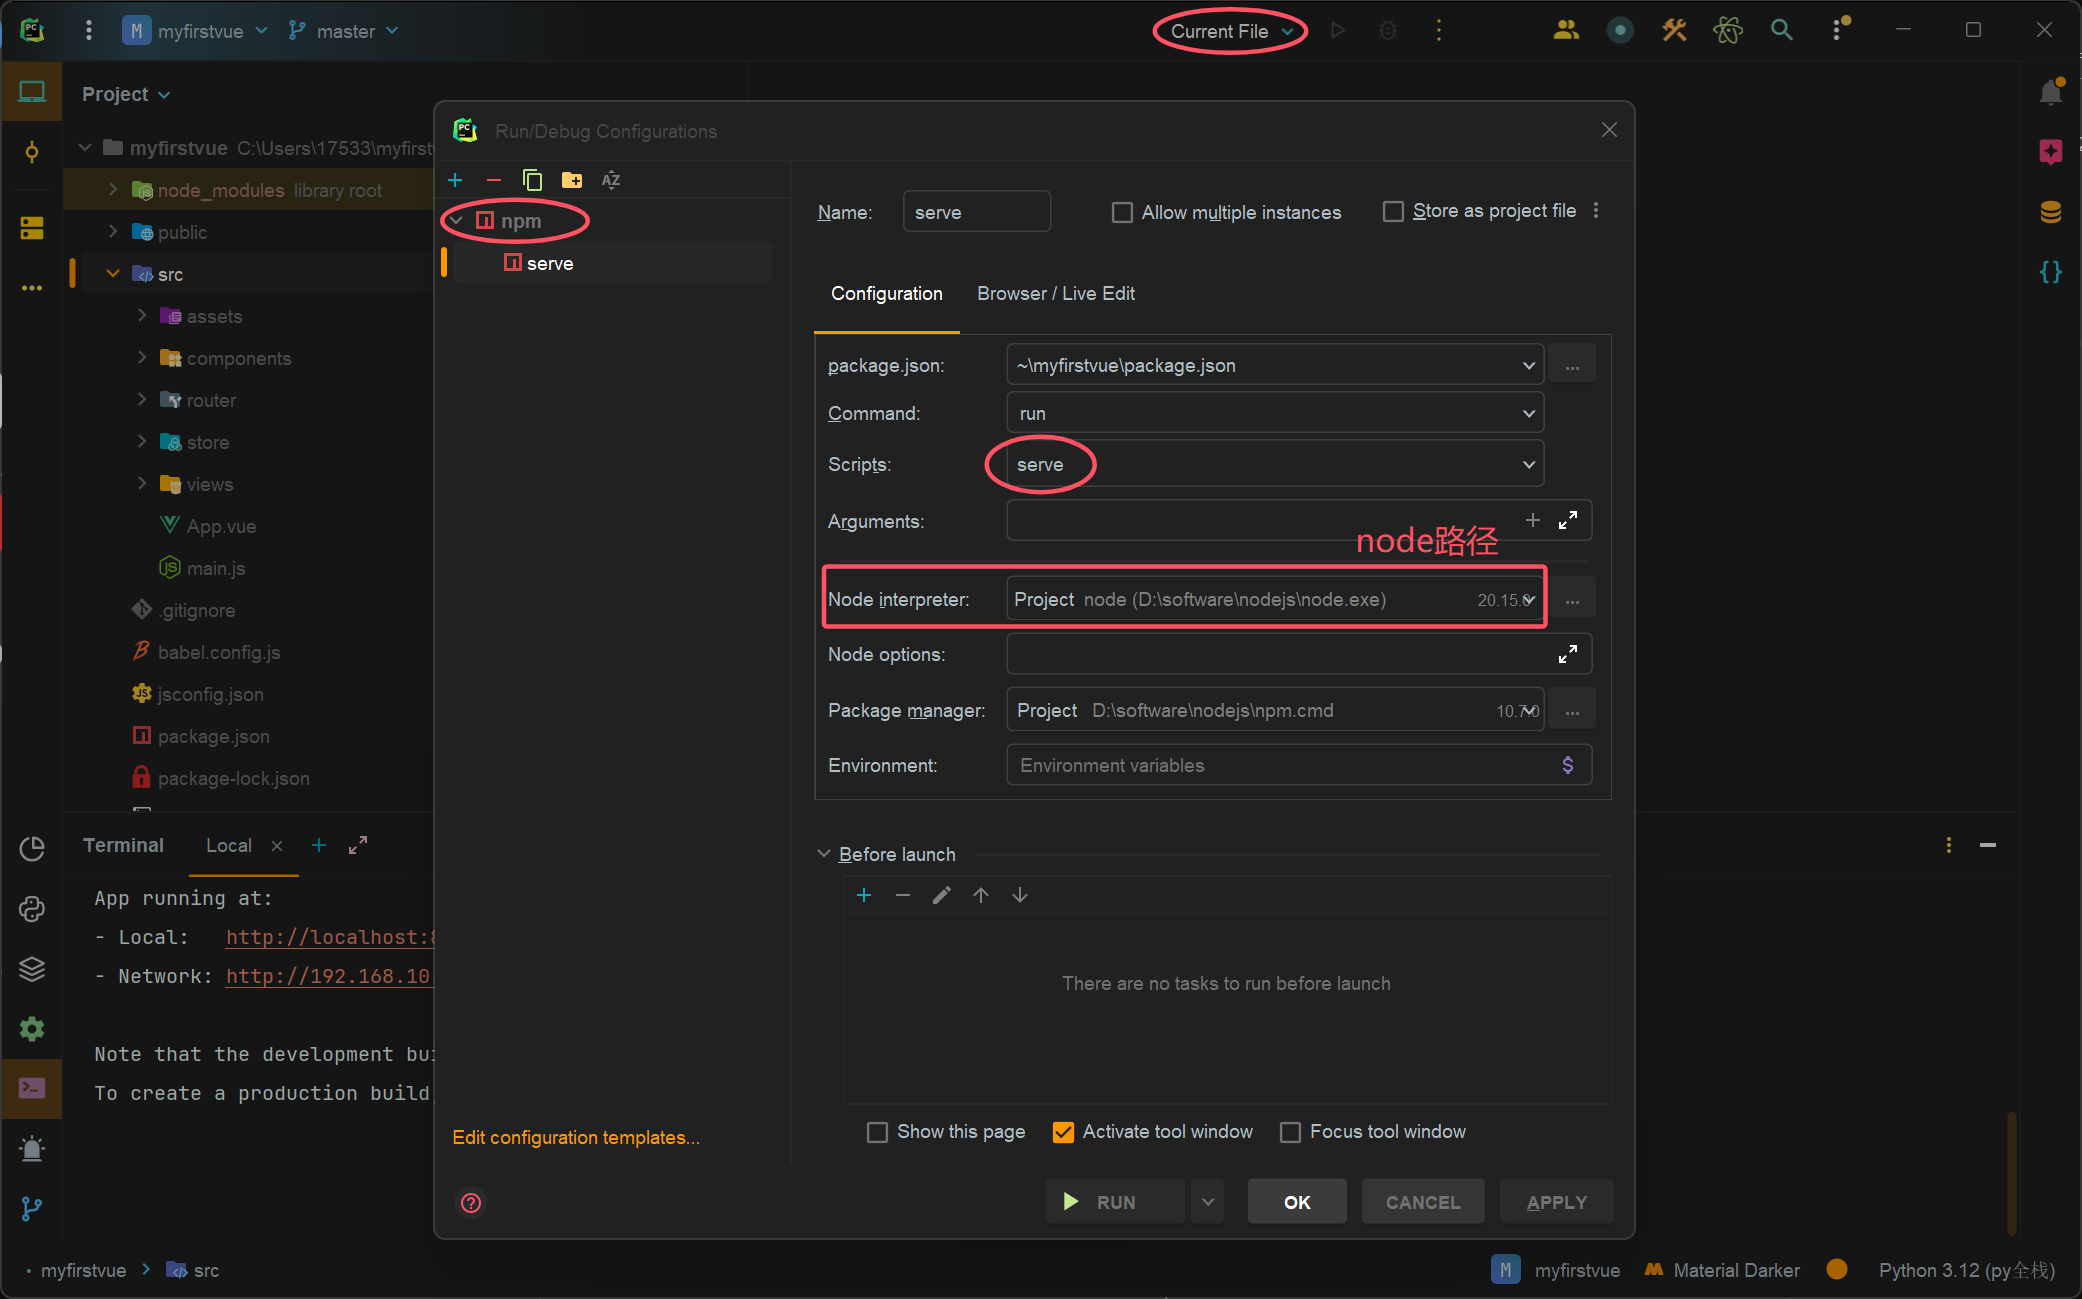 M myfirstvue master Current File
Project
myfirstvue C:\Users\17533\myfirstv
node_modules library root
public
src
assets
components
router
store
views
App.vue
main.js
.gitignore
babel.config.js
jsconfig.json
package.json
package-lock.json
Run/Debug Configurations
npm
serve
Edit configuration templates...
Name: serve
Allow multiple instances
Store as project file
Configuration Browser / Live Edit
package.json: ~\myfirstvue\package.json ...
Command: run
Scripts: serve
Arguments:
node路径
Node interpreter: Project node (D:\software\nodejs\node.exe) 20.15.0 ...
Node options:
Package manager: Project D:\software\nodejs\npm.cmd 10.7.0 ...
Environment: Environment variables $
Before launch
There are no tasks to run before launch
Show this page Activate tool window Focus tool window
RUN OK CANCEL APPLY
Terminal Local
App running at:
- Local: http://localhost:8
- Network: http://192.168.10.
Note that the development bui
To create a production build,
myfirstvue > src
M myfirstvue Material Darker Python 3.12 (py全栈)